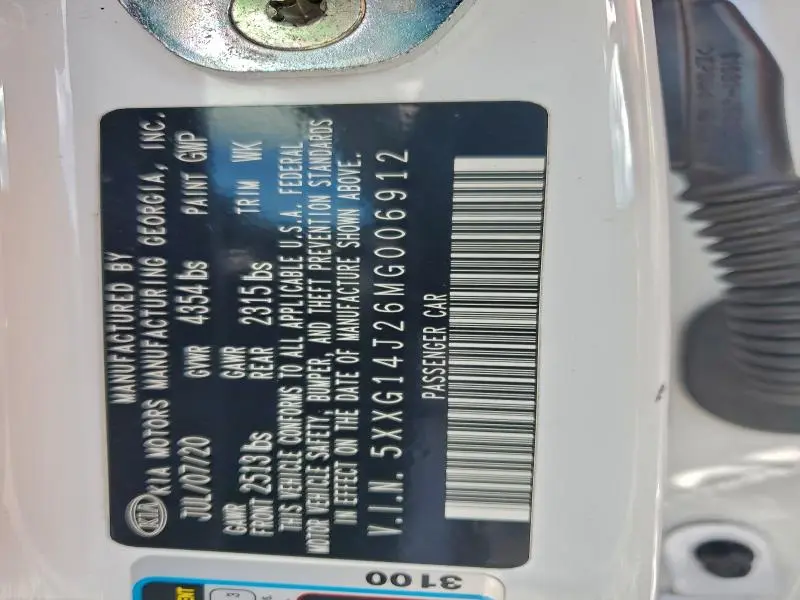 MANUFACTURED BY
KIA KIA MOTORS MANUFACTURING GEORGIA, INC.
JUL/07/20 GVWR 4354 lbs PAINT GWP
GAWR FRONT 2513 lbs GAWR REAR 2315 lbs TRIM WK
THIS VEHICLE CONFORMS TO ALL APPLICABLE U.S.A. FEDERAL
MOTOR VEHICLE SAFETY, BUMPER, AND THEFT PREVENTION STANDARDS
IN EFFECT ON THE DATE OF MANUFACTURE SHOWN ABOVE.
V.I.N. 5XXG14J26MG006912
PASSENGER CAR
3100